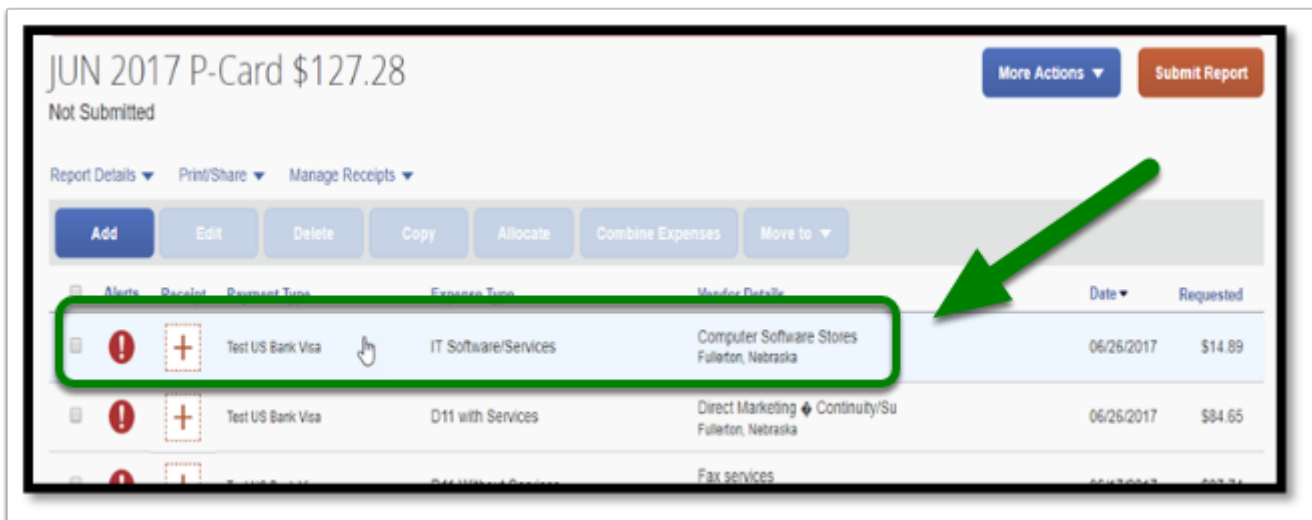 JUN 2017 P-Card $127.28
More Actions ▼
Submit Report
Not Submitted
Report Details ▼ Print/Share ▼ Manage Receipts ▼
Add Edit Delete Copy Allocate Combine Expenses Move to ▼
Alerts Receipt Payment Type Expense Type Vendor Details Date ▼ Requested
Test US Bank Visa IT Software/Services Computer Software Stores 06/26/2017 $14.89
Fullerton, Nebraska
Test US Bank Visa D11 with Services Direct Marketing � Continuity/Su 06/26/2017 $84.65
Fullerton, Nebraska
Fax services